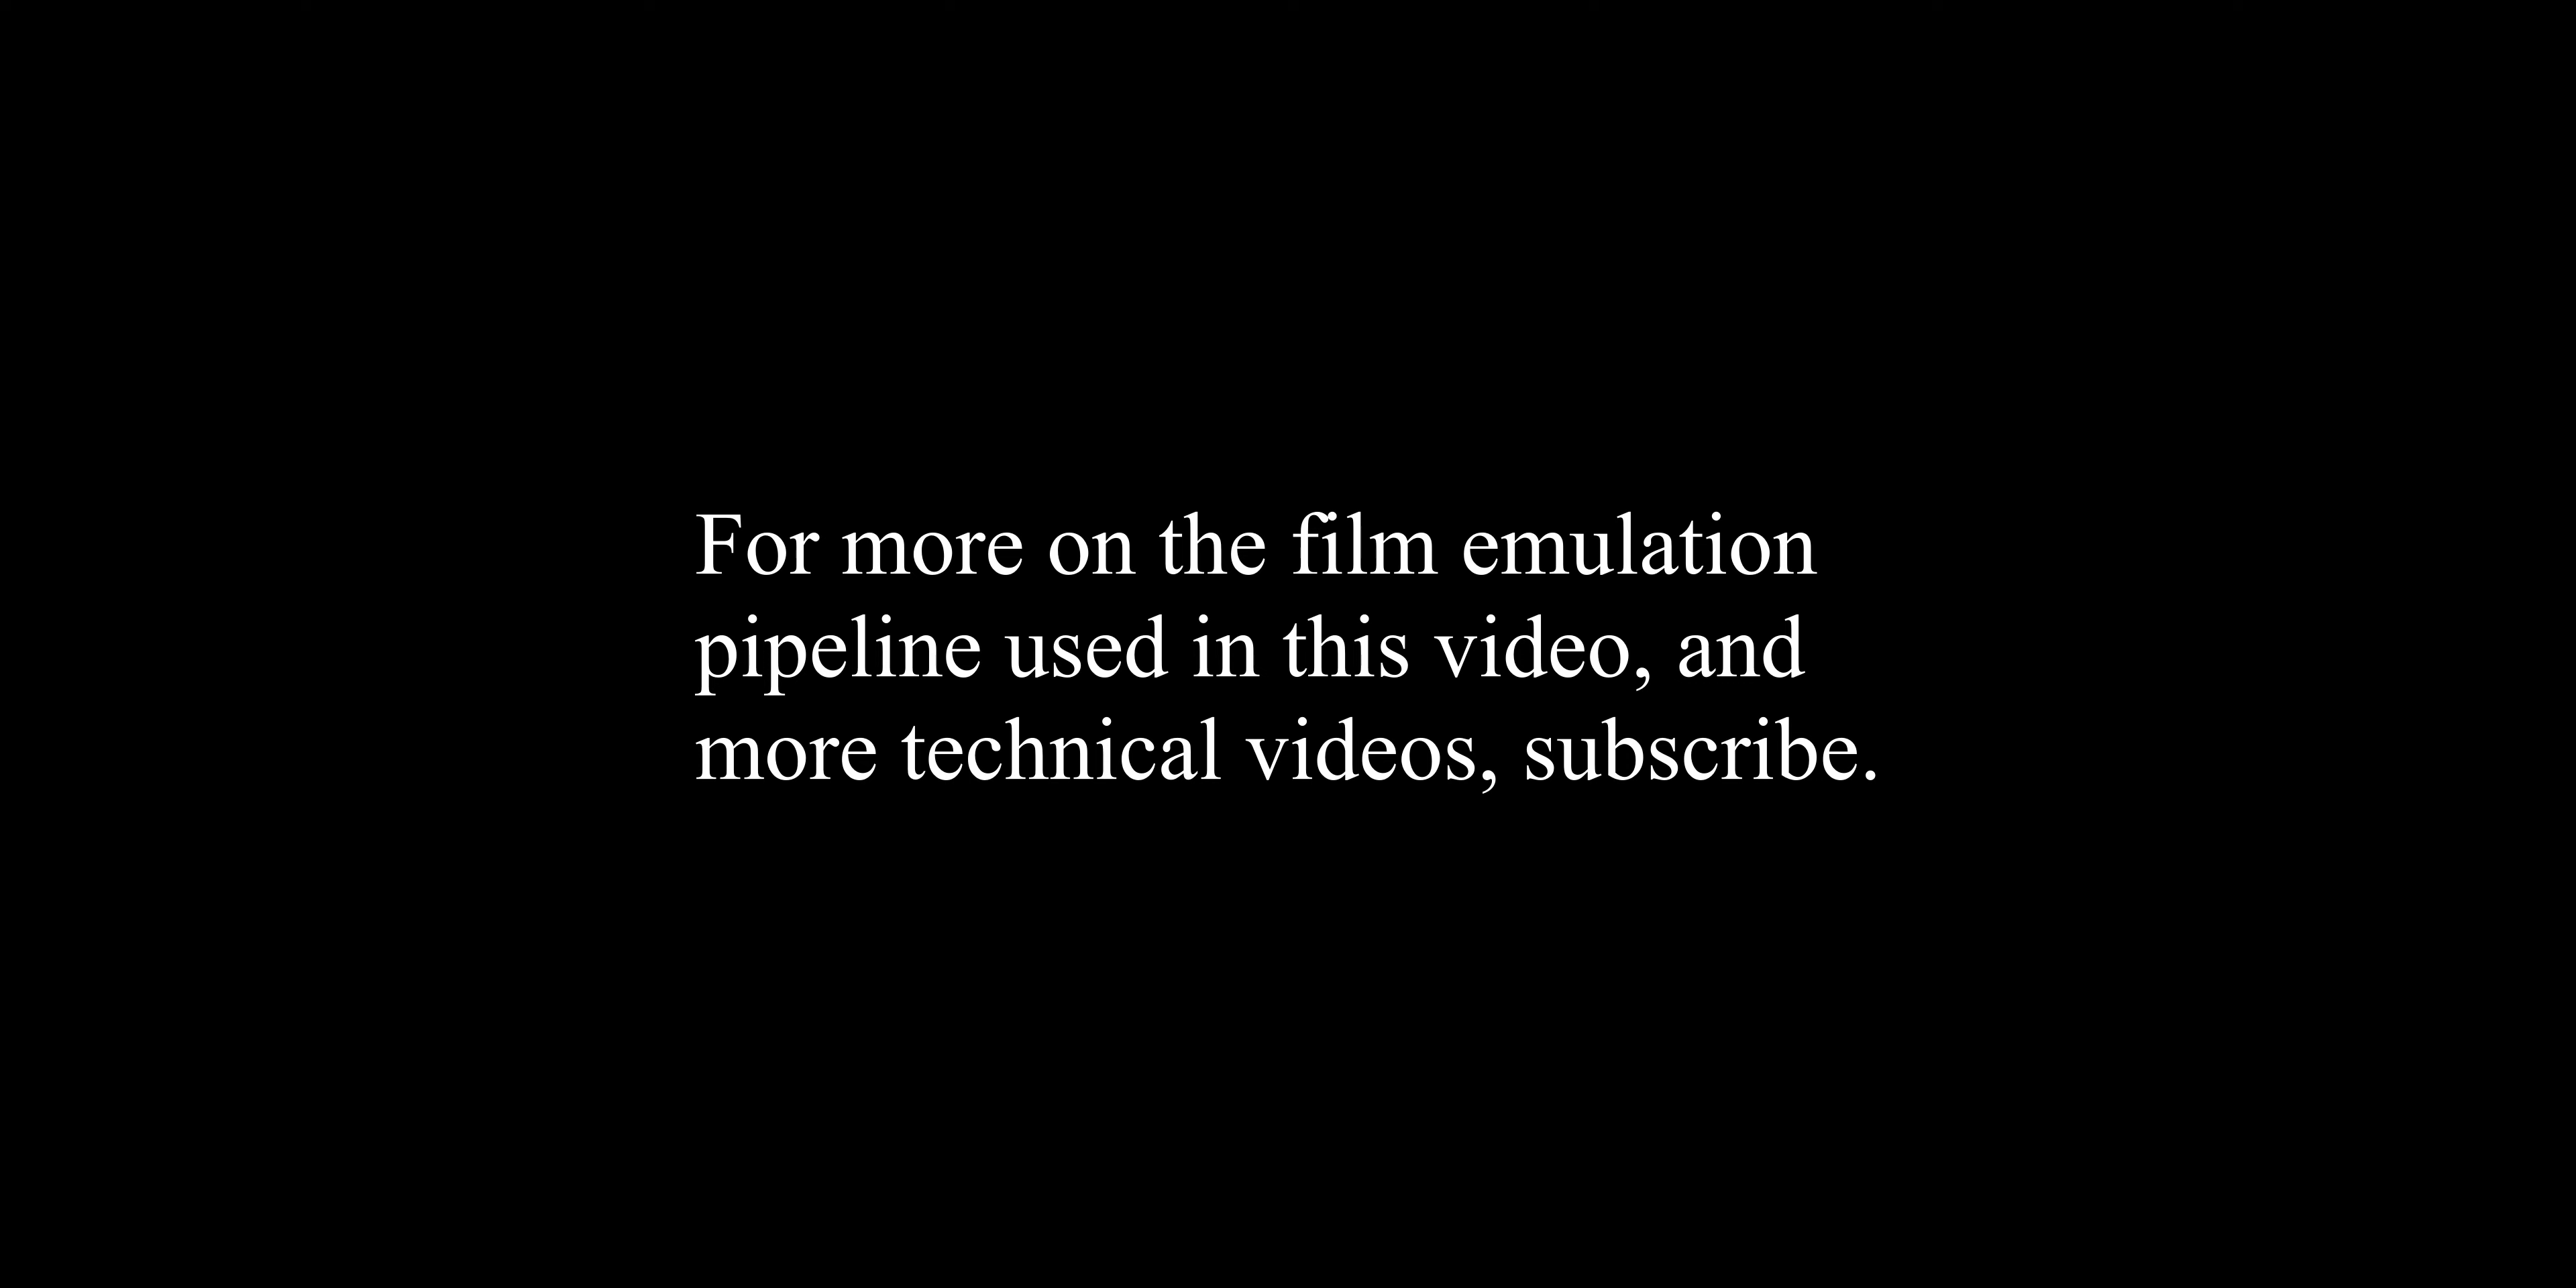 For more on the film emulation
pipeline used in this video, and
more technical videos, subscribe.